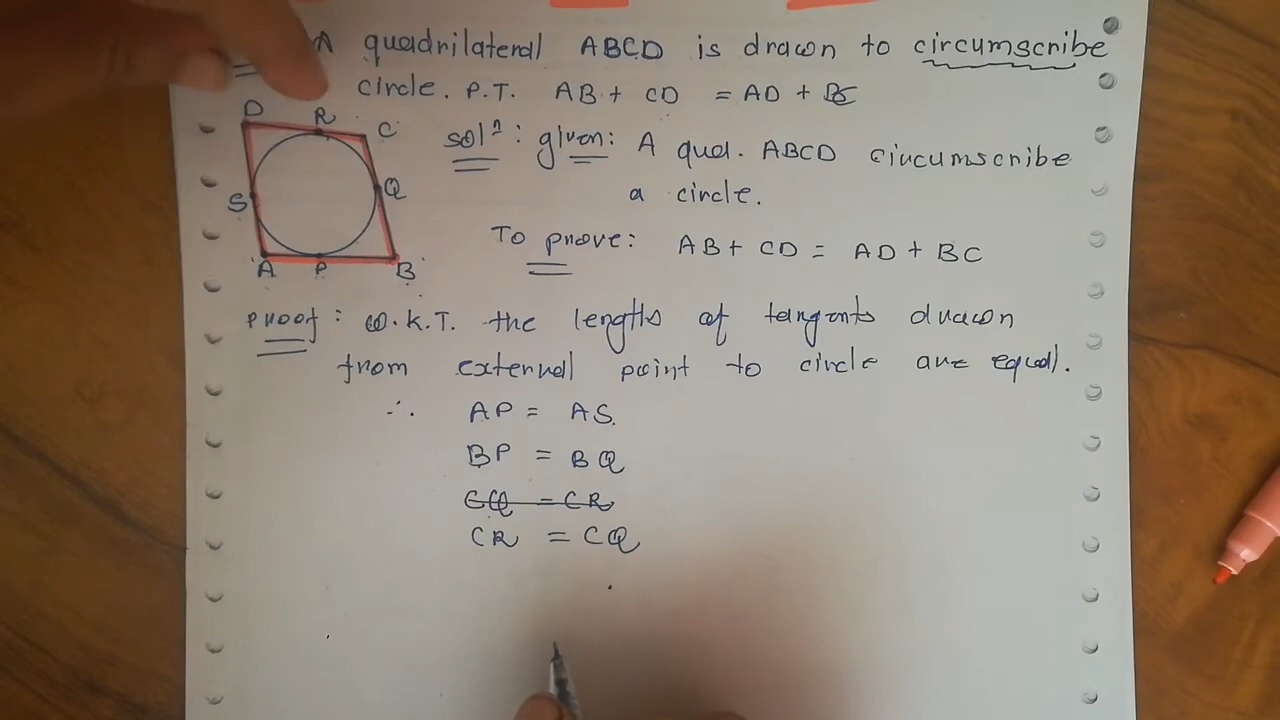 A quadrilateral ABCD is drawn to circumscribe
circle. P.T. AB + CD = AD + BC
D R C
S Q
A P B
solⁿ: given: A qua. ABCD circumscribe
a circle.
To prove: AB + CD = AD + BC
proof: W.K.T. the lengths of tangents drawn
from external point to circle are equal.
∴ AP = AS.
BP = BQ
CQ = CR
CR = CQ